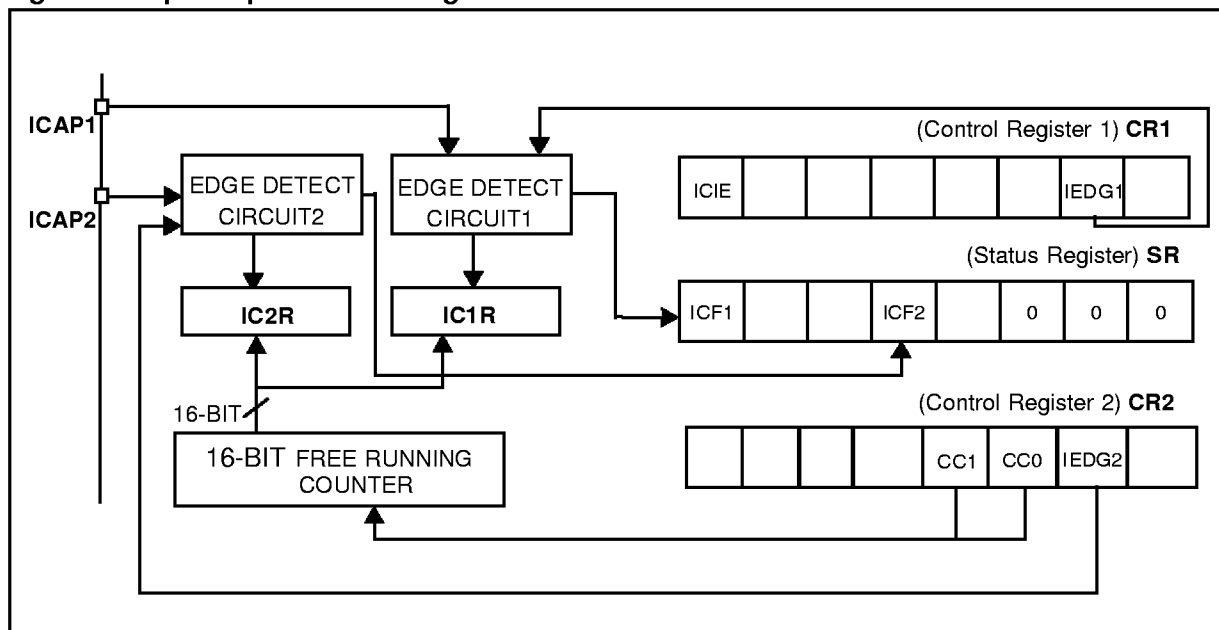 ICAP1
ICAP2
EDGE DETECT
CIRCUIT2
EDGE DETECT
CIRCUIT1
IC2R
IC1R
16-BIT
16-BIT FREE RUNNING
COUNTER
(Control Register 1) CR1
ICIE IEDG1
(Status Register) SR
ICF1 ICF2 0 0 0
(Control Register 2) CR2
CC1 CC0 IEDG2